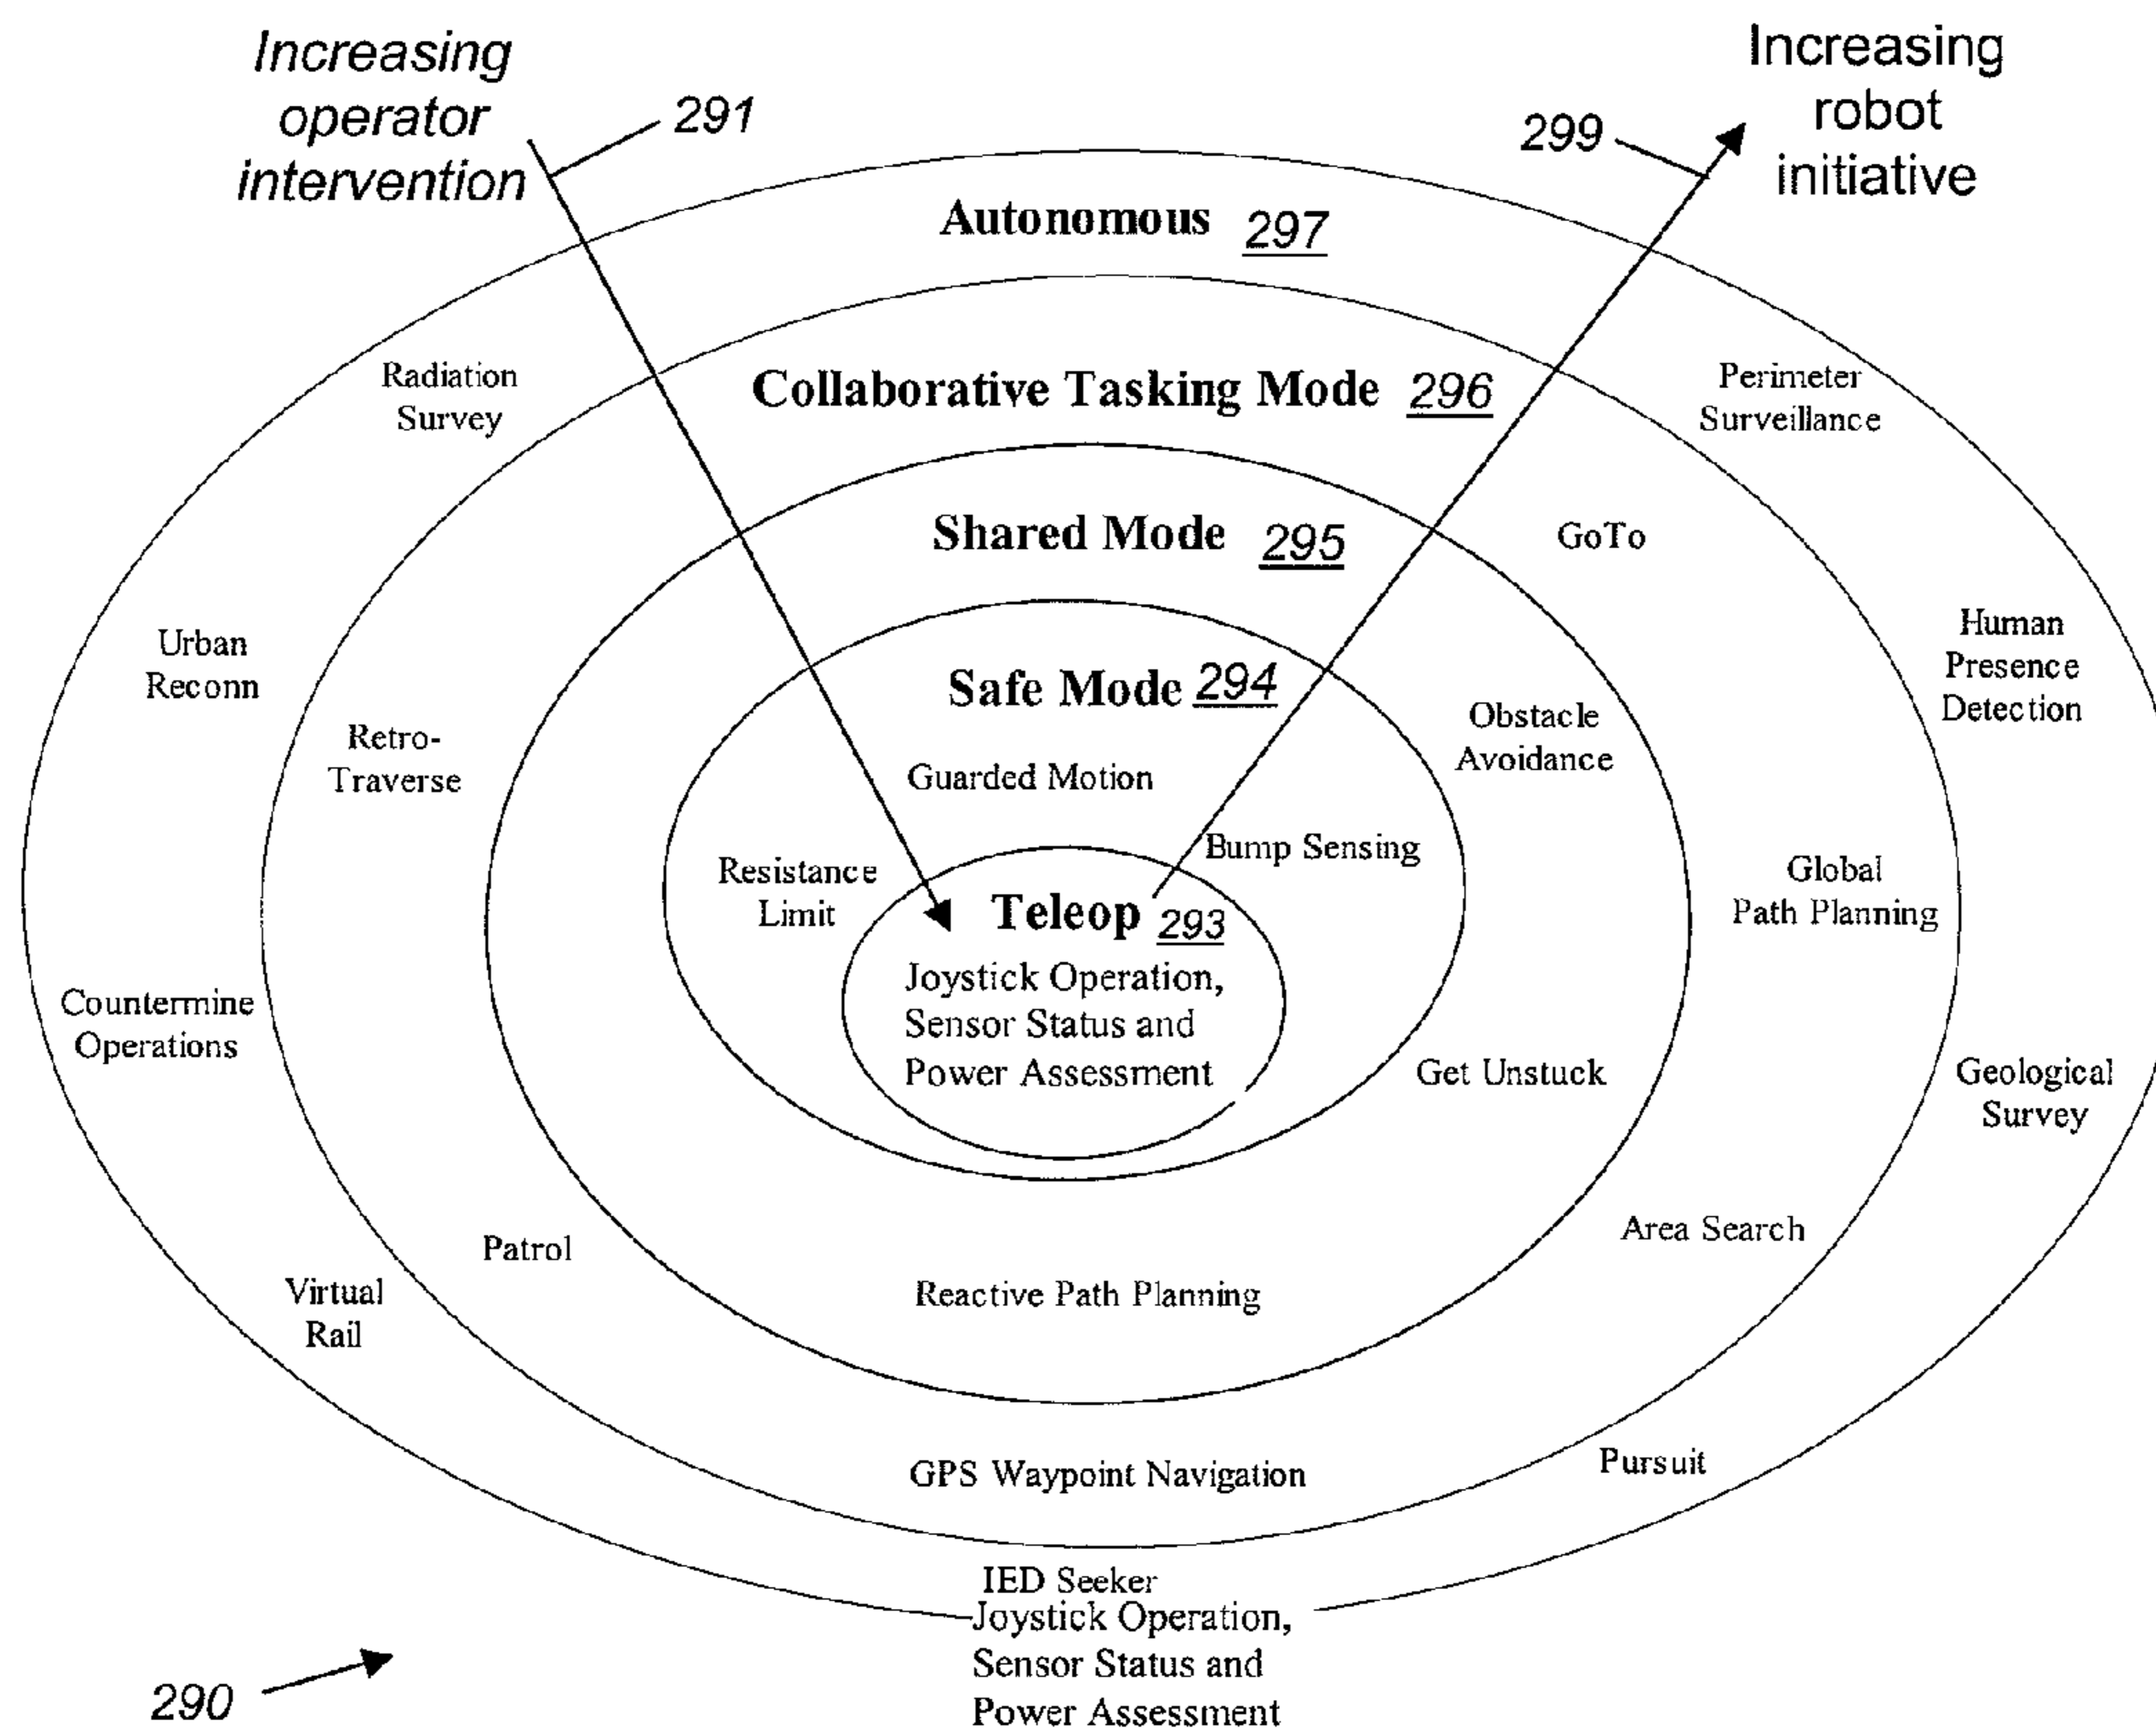 Increasing
operator
intervention
291
299
Increasing
robot
initiative
Autonomous 297
Radiation
Survey
Collaborative Tasking Mode 296
Perimeter
Surveillance
Shared Mode 295
GoTo
Urban
Reconn
Human
Presence
Detection
Safe Mode 294
Retro-
Traverse
Obstacle
Avoidance
Guarded Motion
Bump Sensing
Resistance
Limit
Global
Path Planning
Teleop 293
Joystick Operation,
Sensor Status and
Power Assessment
Countermine
Operations
Get Unstuck
Geological
Survey
Patrol
Area Search
Virtual
Rail
Reactive Path Planning
GPS Waypoint Navigation
Pursuit
IED Seeker
Joystick Operation,
Sensor Status and
Power Assessment
290